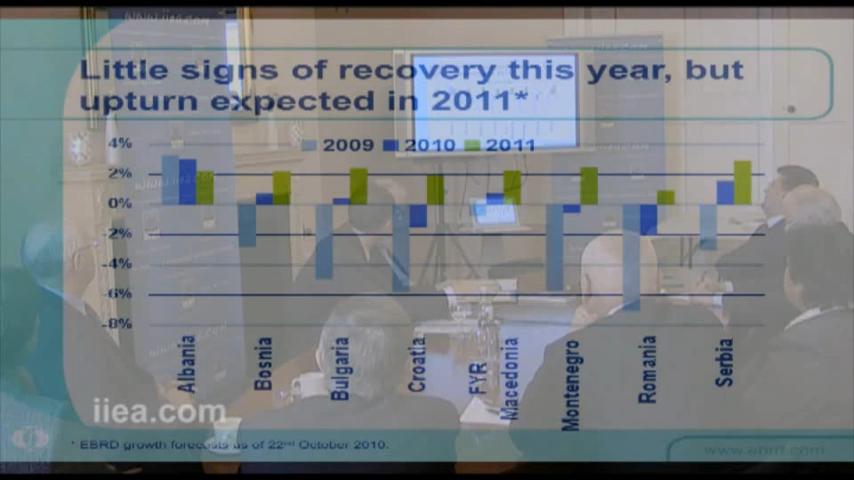 Little signs of recovery this year, but
upturn expected in 2011*
4%
2009 2010 2011
2%
0%
-2%
-4%
-6%
-8%
Albania
Bosnia
Bulgaria
Croatia
FYR
Macedonia
Montenegro
Romania
Serbia
iiea.com
* EBRD growth forecasts as of 22nd October 2010.
www.ebrd.com